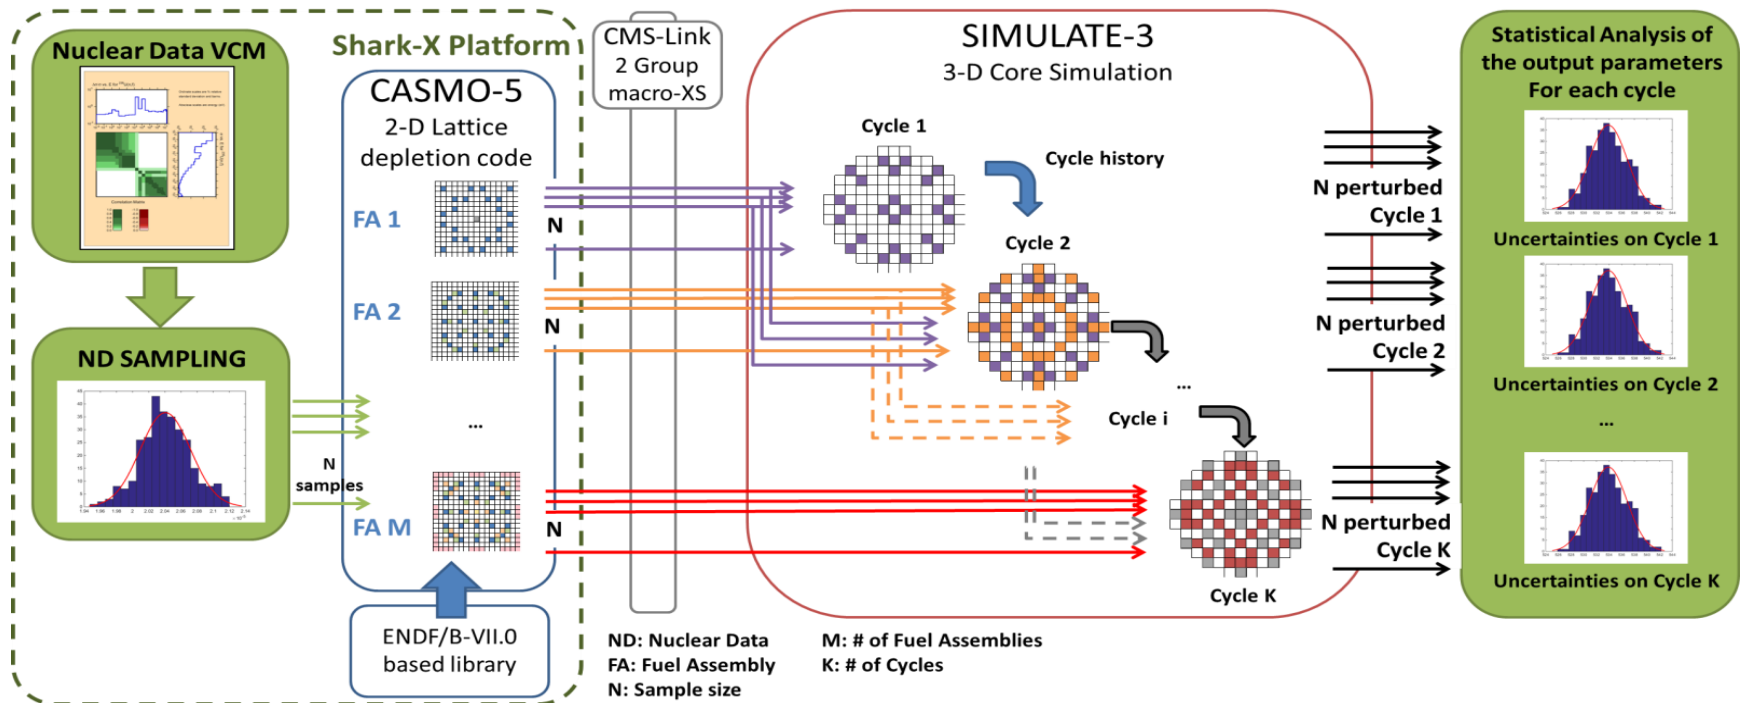 Nuclear Data VCM
Correlation Matrix
ND SAMPLING
N
samples
Shark-X Platform
CASMO-5
2-D Lattice
depletion code
FA 1
N
FA 2
N
...
FA M
N
ENDF/B-VII.0
based library
CMS-Link
2 Group
macro-XS
SIMULATE-3
3-D Core Simulation
Cycle 1
Cycle history
Cycle 2
...
Cycle i
Cycle K
N perturbed
Cycle 1
N perturbed
Cycle 2
N perturbed
Cycle K
Statistical Analysis of
the output parameters
For each cycle
Uncertainties on Cycle 1
Uncertainties on Cycle 2
...
Uncertainties on Cycle K
ND: Nuclear Data
FA: Fuel Assembly
N: Sample size
M: # of Fuel Assemblies
K: # of Cycles